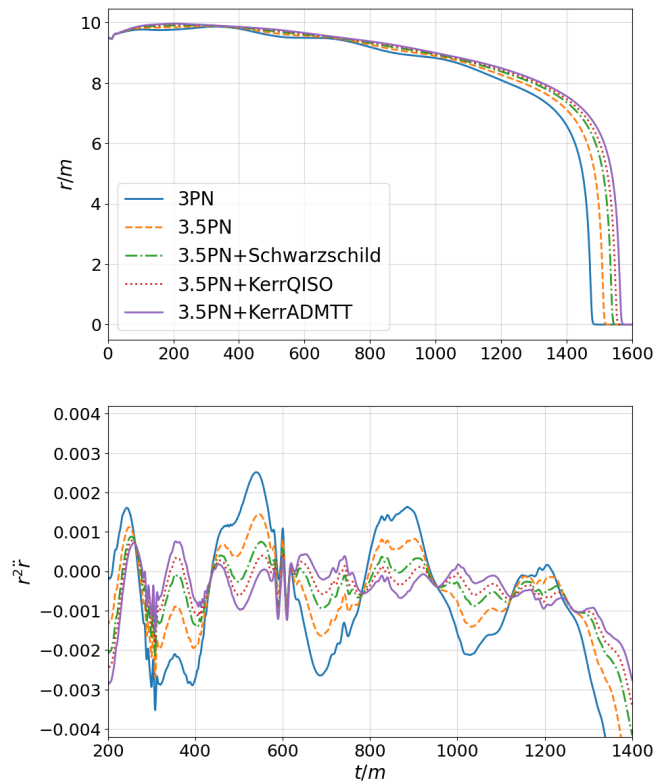 10
8
6
4
2
0
r/m
3PN
3.5PN
3.5PN+Schwarzschild
3.5PN+KerrQISO
3.5PN+KerrADMTT
0 200 400 600 800 1000 1200 1400 1600
0.004
0.003
0.002
0.001
0.000
−0.001
−0.002
−0.003
−0.004
r²r̈
200 400 600 800 1000 1200 1400
t/m